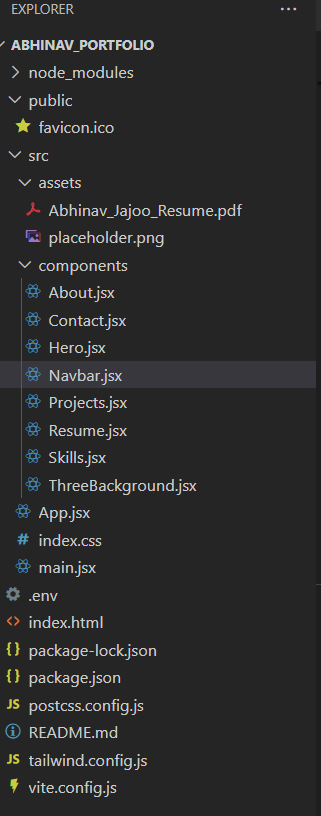 EXPLORER
ABHINAV_PORTFOLIO
node_modules
public
favicon.ico
src
assets
Abhinav_Jajoo_Resume.pdf
placeholder.png
components
About.jsx
Contact.jsx
Hero.jsx
Navbar.jsx
Projects.jsx
Resume.jsx
Skills.jsx
ThreeBackground.jsx
App.jsx
# index.css
main.jsx
.env
<> index.html
{} package-lock.json
{} package.json
JS postcss.config.js
README.md
JS tailwind.config.js
vite.config.js